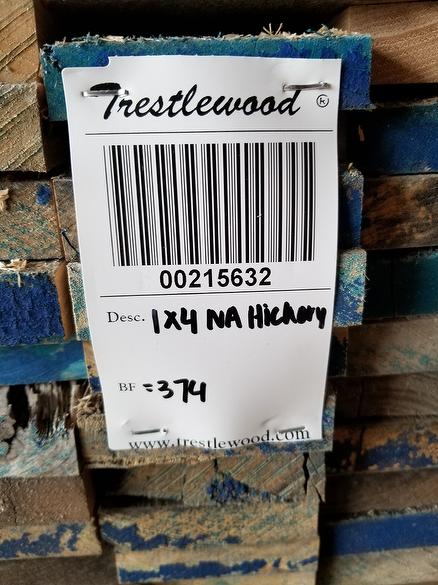 Trestlewood ®
00215632
Desc. 1X4 NA Hickory
BF =374
www.trestlewood.com